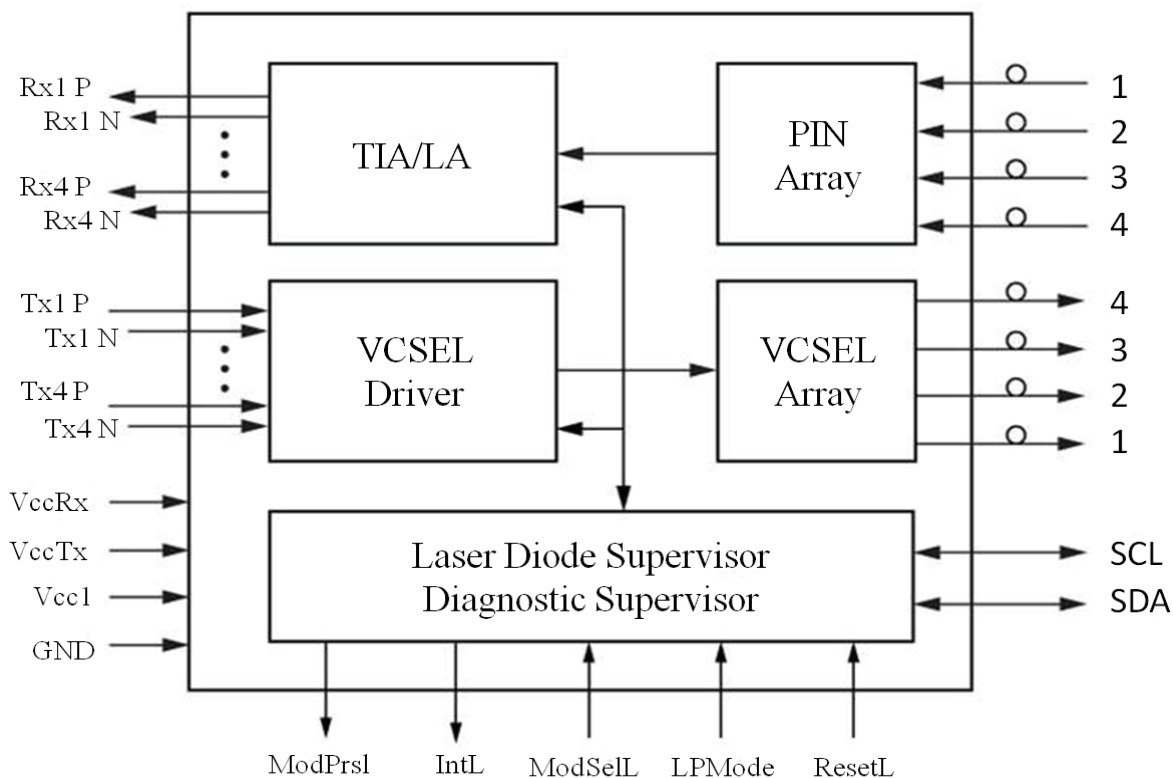 Rx1 P
Rx1 N
Rx4 P
Rx4 N
TIA/LA
PIN
Array
1
2
3
4
Tx1 P
Tx1 N
Tx4 P
Tx4 N
VCSEL
Driver
VCSEL
Array
4
3
2
1
VccRx
VccTx
Vcc1
GND
Laser Diode Supervisor
Diagnostic Supervisor
SCL
SDA
ModPrsl
IntL
ModSelL
LPMode
ResetL